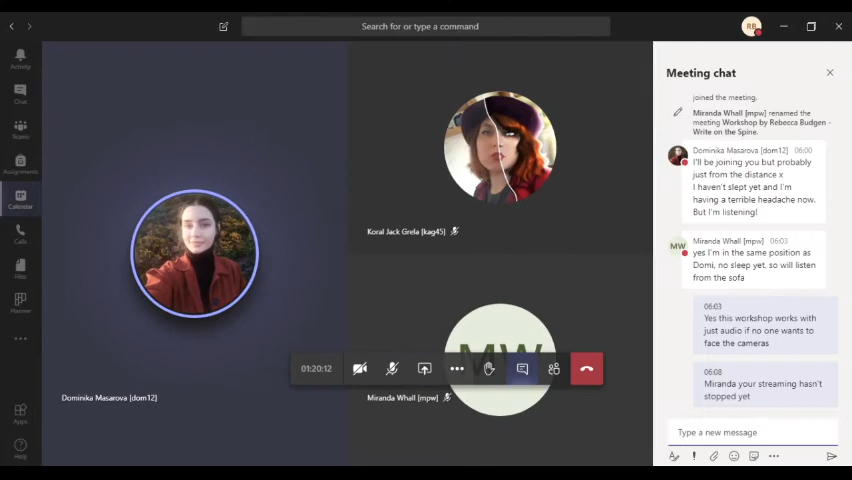 Search for or type a command
RB
Activity
Chat
Teams
Assignments
Calendar
Calls
Files
Planner
Apps
Help
Dominika Masarova [dom12]
Koral Jack Grela [kag45]
MW
01:20:12
Miranda Whall [mpw]
Meeting chat
joined the meeting.
Miranda Whall [mpw] renamed the
meeting Workshop by Rebecca Budgen -
Write on the Spine.
Dominika Masarova [dom12] 06:00
I'll be joining you but probably
just from the distance x
I haven't slept yet and I'm
having a terrible headache now.
But I'm listening!
MW
Miranda Whall [mpw] 06:03
yes I'm in the same position as
Domi, no sleep yet, so will listen
from the sofa
06:03
Yes this workshop works with
just audio if no one wants to
face the cameras
06:08
Miranda your streaming hasn't
stopped yet
Type a new message